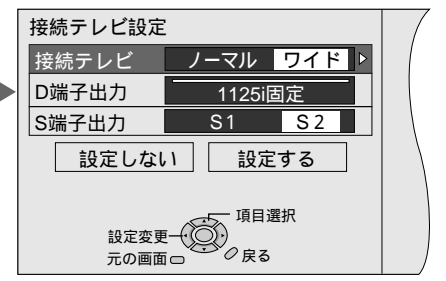 接続テレビ設定
接続テレビ ノーマル ワイド
D端子出力 1125i固定
S端子出力 S1 S2
設定しない 設定する
項目選択
設定変更
元の画面 戻る